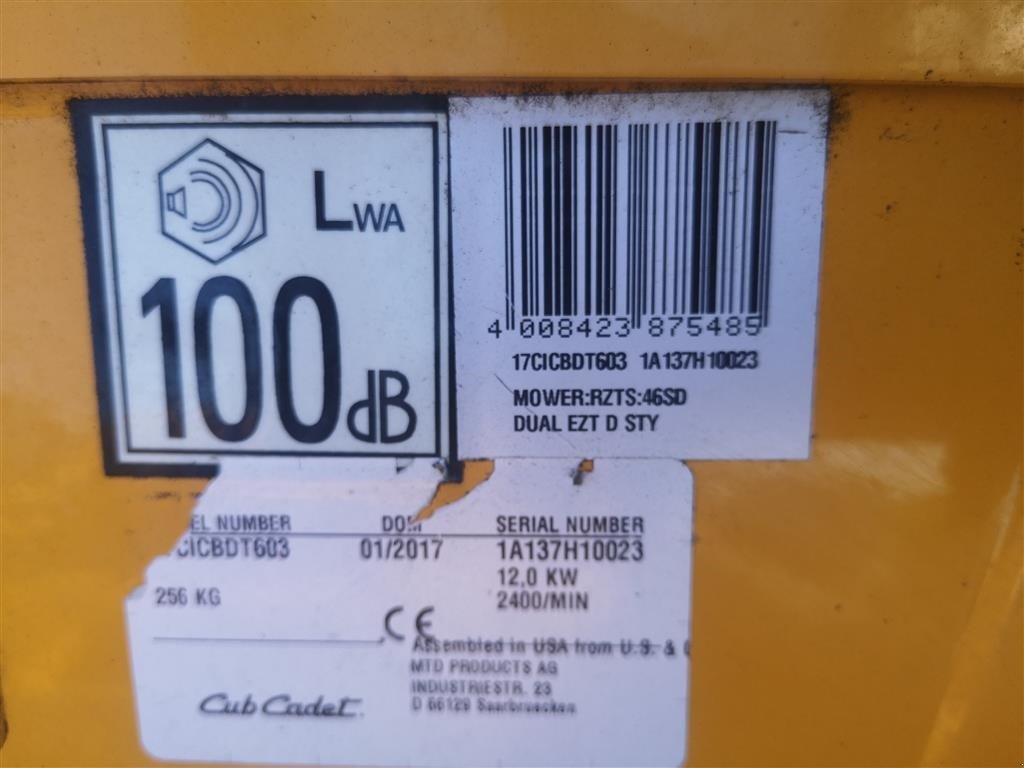 LWA
100dB
4 008423 875485
17CICBDT603 1A137H10023
MOWER:RZTS:46SD
DUAL EZT D STY
EL NUMBER DOM SERIAL NUMBER
CICBDT603 01/2017 1A137H10023
12,0 KW
256 KG 2400/MIN
CE
Assembled in USA from U.S. &
MTD PRODUCTS AG
INDUSTRIESTR. 23
Cub Cadet D 66129 Saarbruecken